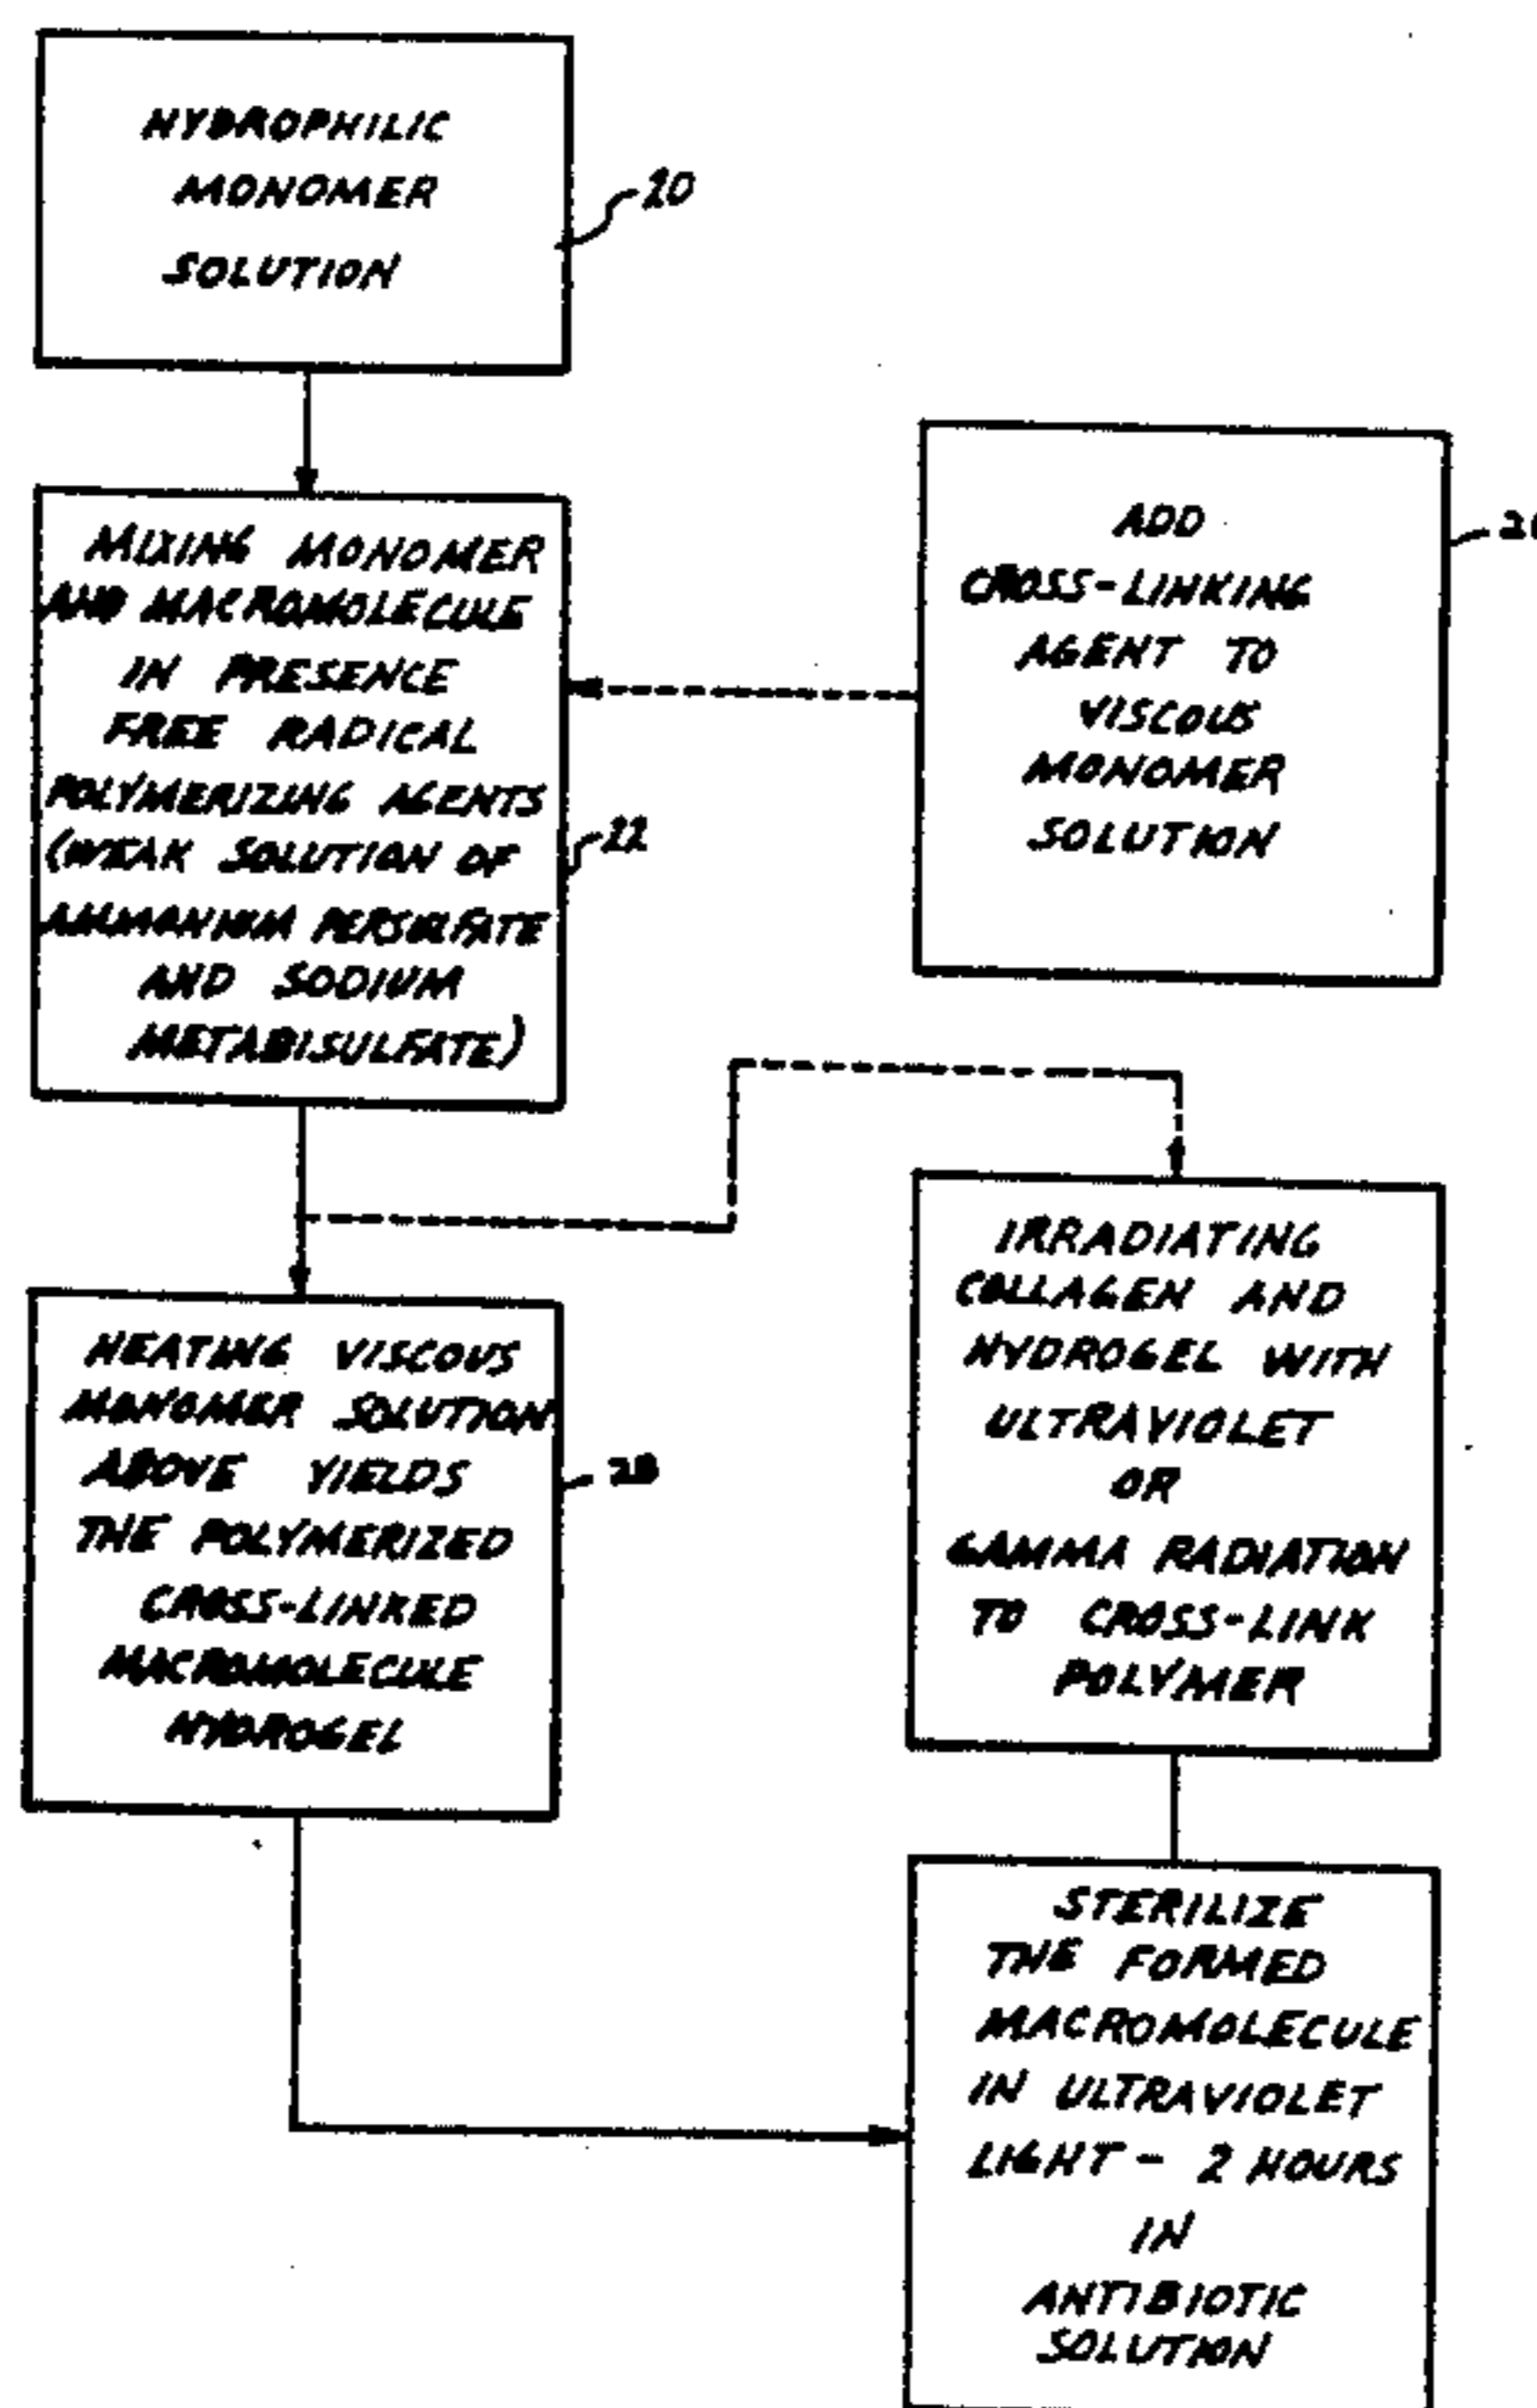 HYDROPHILIC
MONOMER
SOLUTION
20
MIXING MONOMER
AND MACROMOLECULE
IN PRESENCE
FREE RADICAL
POLYMERIZING AGENTS
(WEAK SOLUTION OF
AMMONIUM PERSULFATE
AND SODIUM
METABISULFATE)
22
ADD
CROSS-LINKING
AGENT TO
VISCOUS
MONOMER
SOLUTION
HEATING VISCOUS
MONOMER SOLUTION
ABOVE YIELDS
THE POLYMERIZED
CROSS-LINKED
MACROMOLECULE
HYDROGEL
28
IRRADIATING
COLLAGEN AND
HYDROGEL WITH
ULTRAVIOLET
OR
GAMMA RADIATION
TO CROSS-LINK
POLYMER
STERILIZE
THE FORMED
MACROMOLECULE
IN ULTRAVIOLET
LIGHT - 2 HOURS
IN
ANTIBIOTIC
SOLUTION